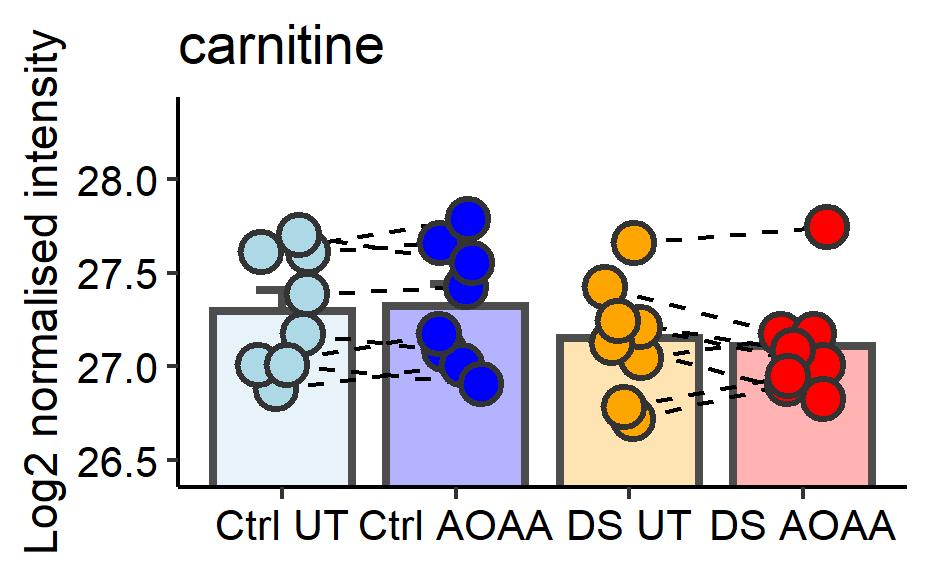 carnitine
Log2 normalised intensity
28.0
27.5
27.0
26.5
Ctrl UT Ctrl AOAA DS UT DS AOAA